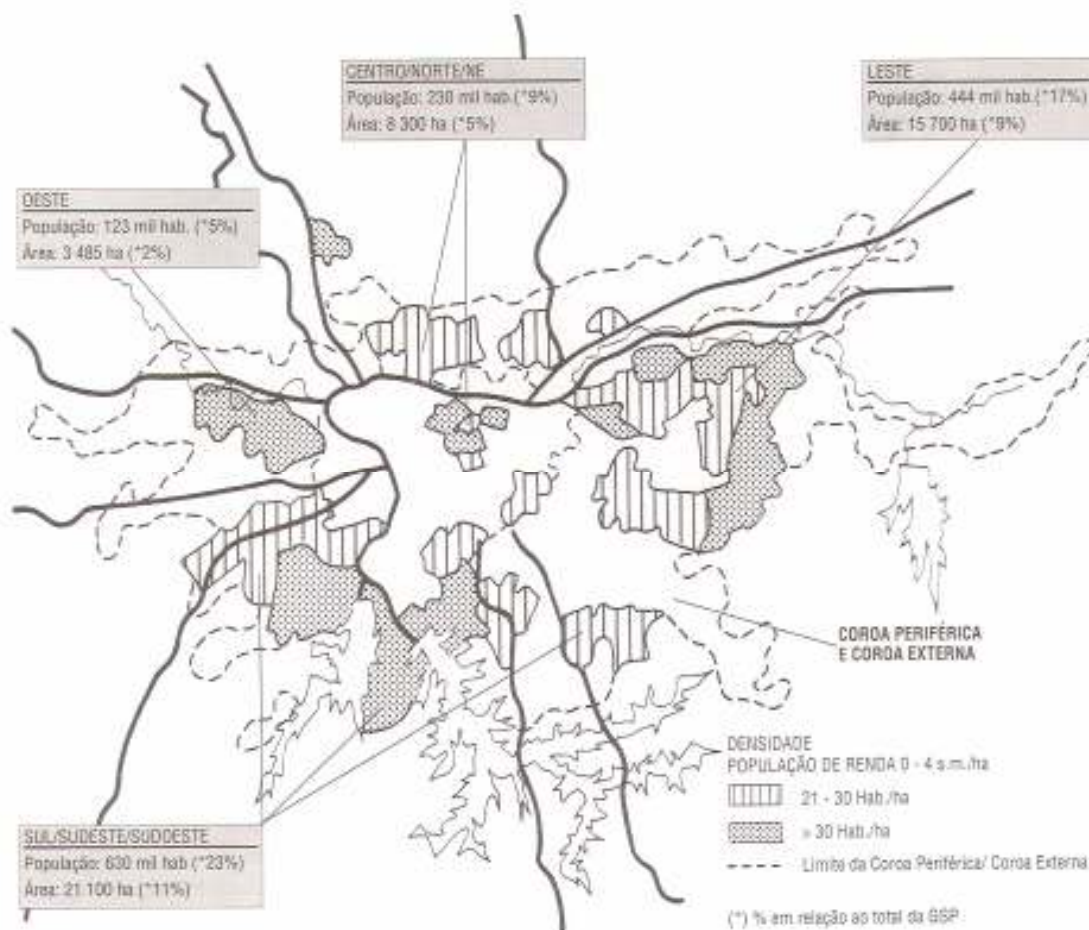 CENTRO/NORTE/NE
População: 230 mil hab.(*9%)
Área: 8 300 ha (*5%)
LESTE
População: 444 mil hab.(*17%)
Área: 15 700 ha (*9%)
OESTE
População: 123 mil hab. (*5%)
Área: 3 485 ha (*2%)
COROA PERIFÉRICA
E COROA EXTERNA
DENSIDADE
POPULAÇÃO DE RENDA 0 - 4 s.m./ha
21 - 30 Hab./ha
> 30 Hab./ha
Limite da Coroa Periférica/ Coroa Externa
(*) % em relação ao total da GSP
SUL/SUDESTE/SUDOESTE
População: 630 mil hab (*23%)
Área: 21 100 ha (*11%)